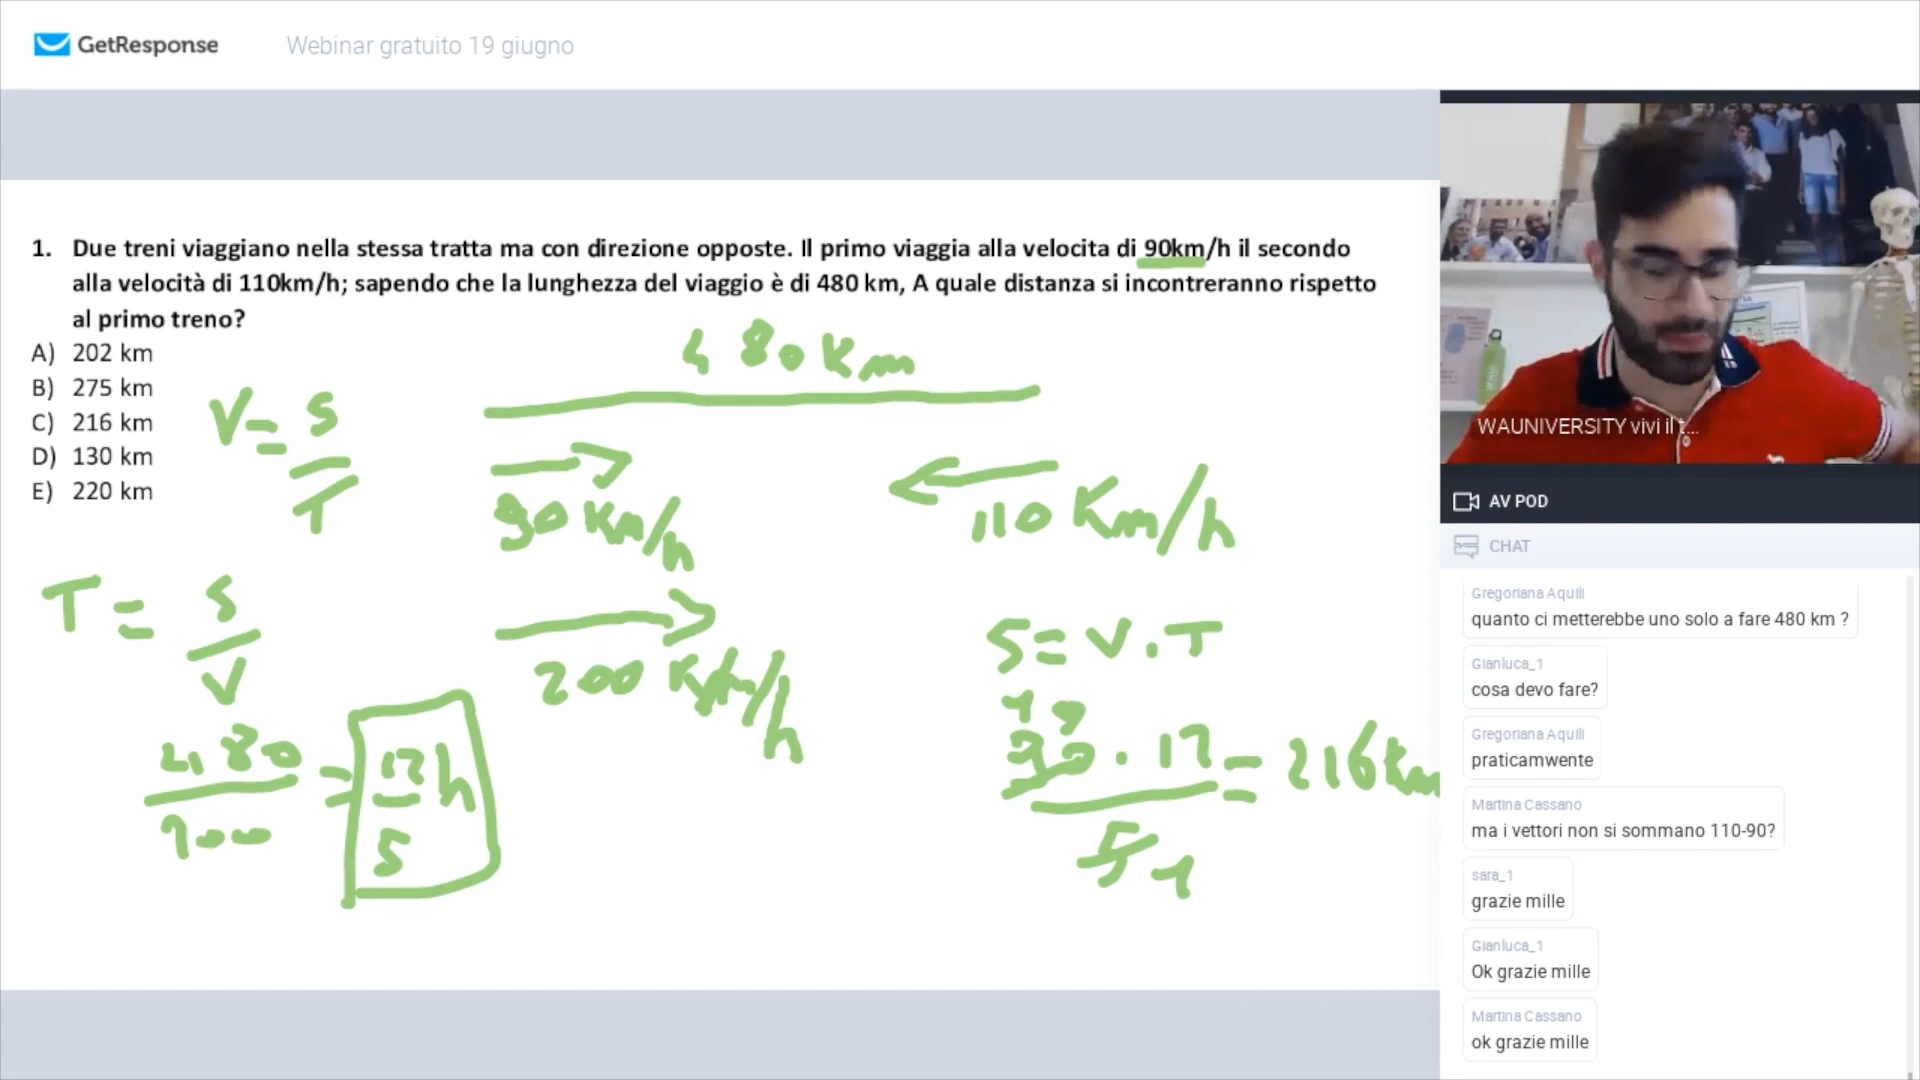 GetResponse
Webinar gratuito 19 giugno
1. Due treni viaggiano nella stessa tratta ma con direzione opposte. Il primo viaggia alla velocita di 90km/h il secondo
alla velocità di 110km/h; sapendo che la lunghezza del viaggio è di 480 km, A quale distanza si incontreranno rispetto
al primo treno?
A) 202 km
B) 275 km
C) 216 km
D) 130 km
E) 220 km
480 Km
V = S
T
90 Km/h
110 Km/h
T = S
V
200 Km/h
S = V . T
480
200
= 12 h
5
90 . 12 = 216 km
5 1
WAUNIVERSITY vivi il t...
AV POD
CHAT
Gregoriana Aquili
quanto ci metterebbe uno solo a fare 480 km ?
Gianluca_1
cosa devo fare?
Gregoriana Aquili
praticamwente
Martina Cassano
ma i vettori non si sommano 110-90?
sara_1
grazie mille
Gianluca_1
Ok grazie mille
Martina Cassano
ok grazie mille